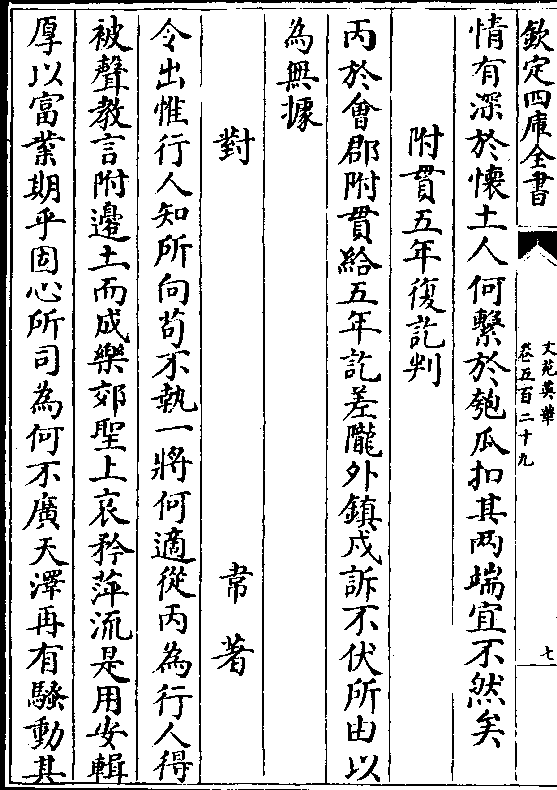 欽定四庫全書
文苑英華
卷五百二十九
七
情有深於懐土人何繫於匏瓜扣其两端宜不然矣
附貫五年復訖判
丙於會郡附貫給五年訖差隴外鎮戍訴不伏所由以
為無據
對
常著
令出惟行人知所向苟不執一將何適從丙為行人得
被聲教言附邊土而成樂郊聖上哀矜萍流是用安輯
厚以富業期乎固心所司為何不廣天澤再有騷動其